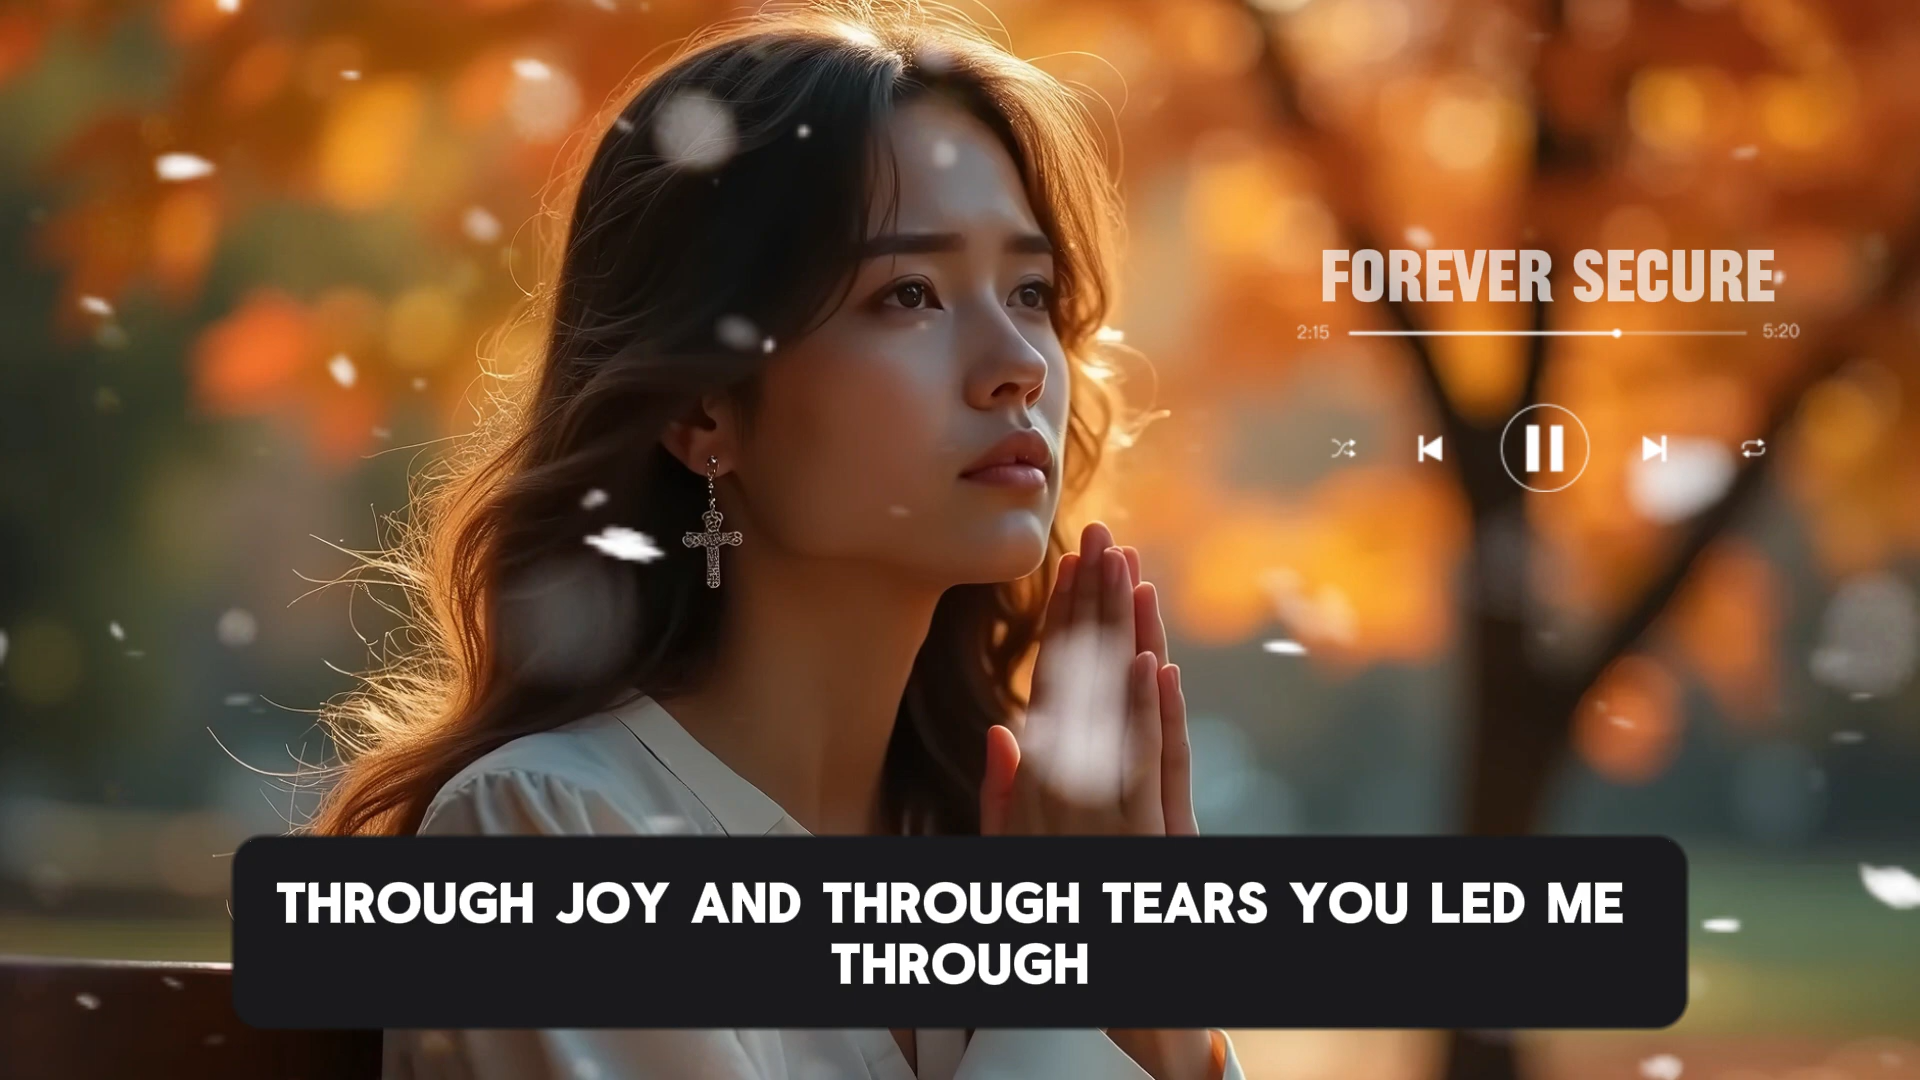 FOREVER SECURE
2:15 5:20
THROUGH JOY AND THROUGH TEARS YOU LED ME
THROUGH